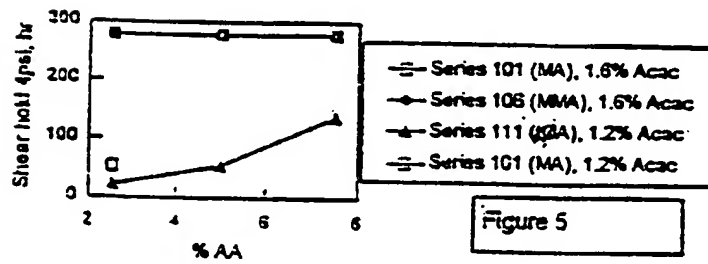 300
200
100
0
Shear hold 4psi, hr
2 4 6 8
% AA
Series 101 (MA), 1.6% Acac
Series 106 (MMA), 1.6% Acac
Series 111 1.2% Acac
Series 101 (MA), 1.2% Acac
Figure 5